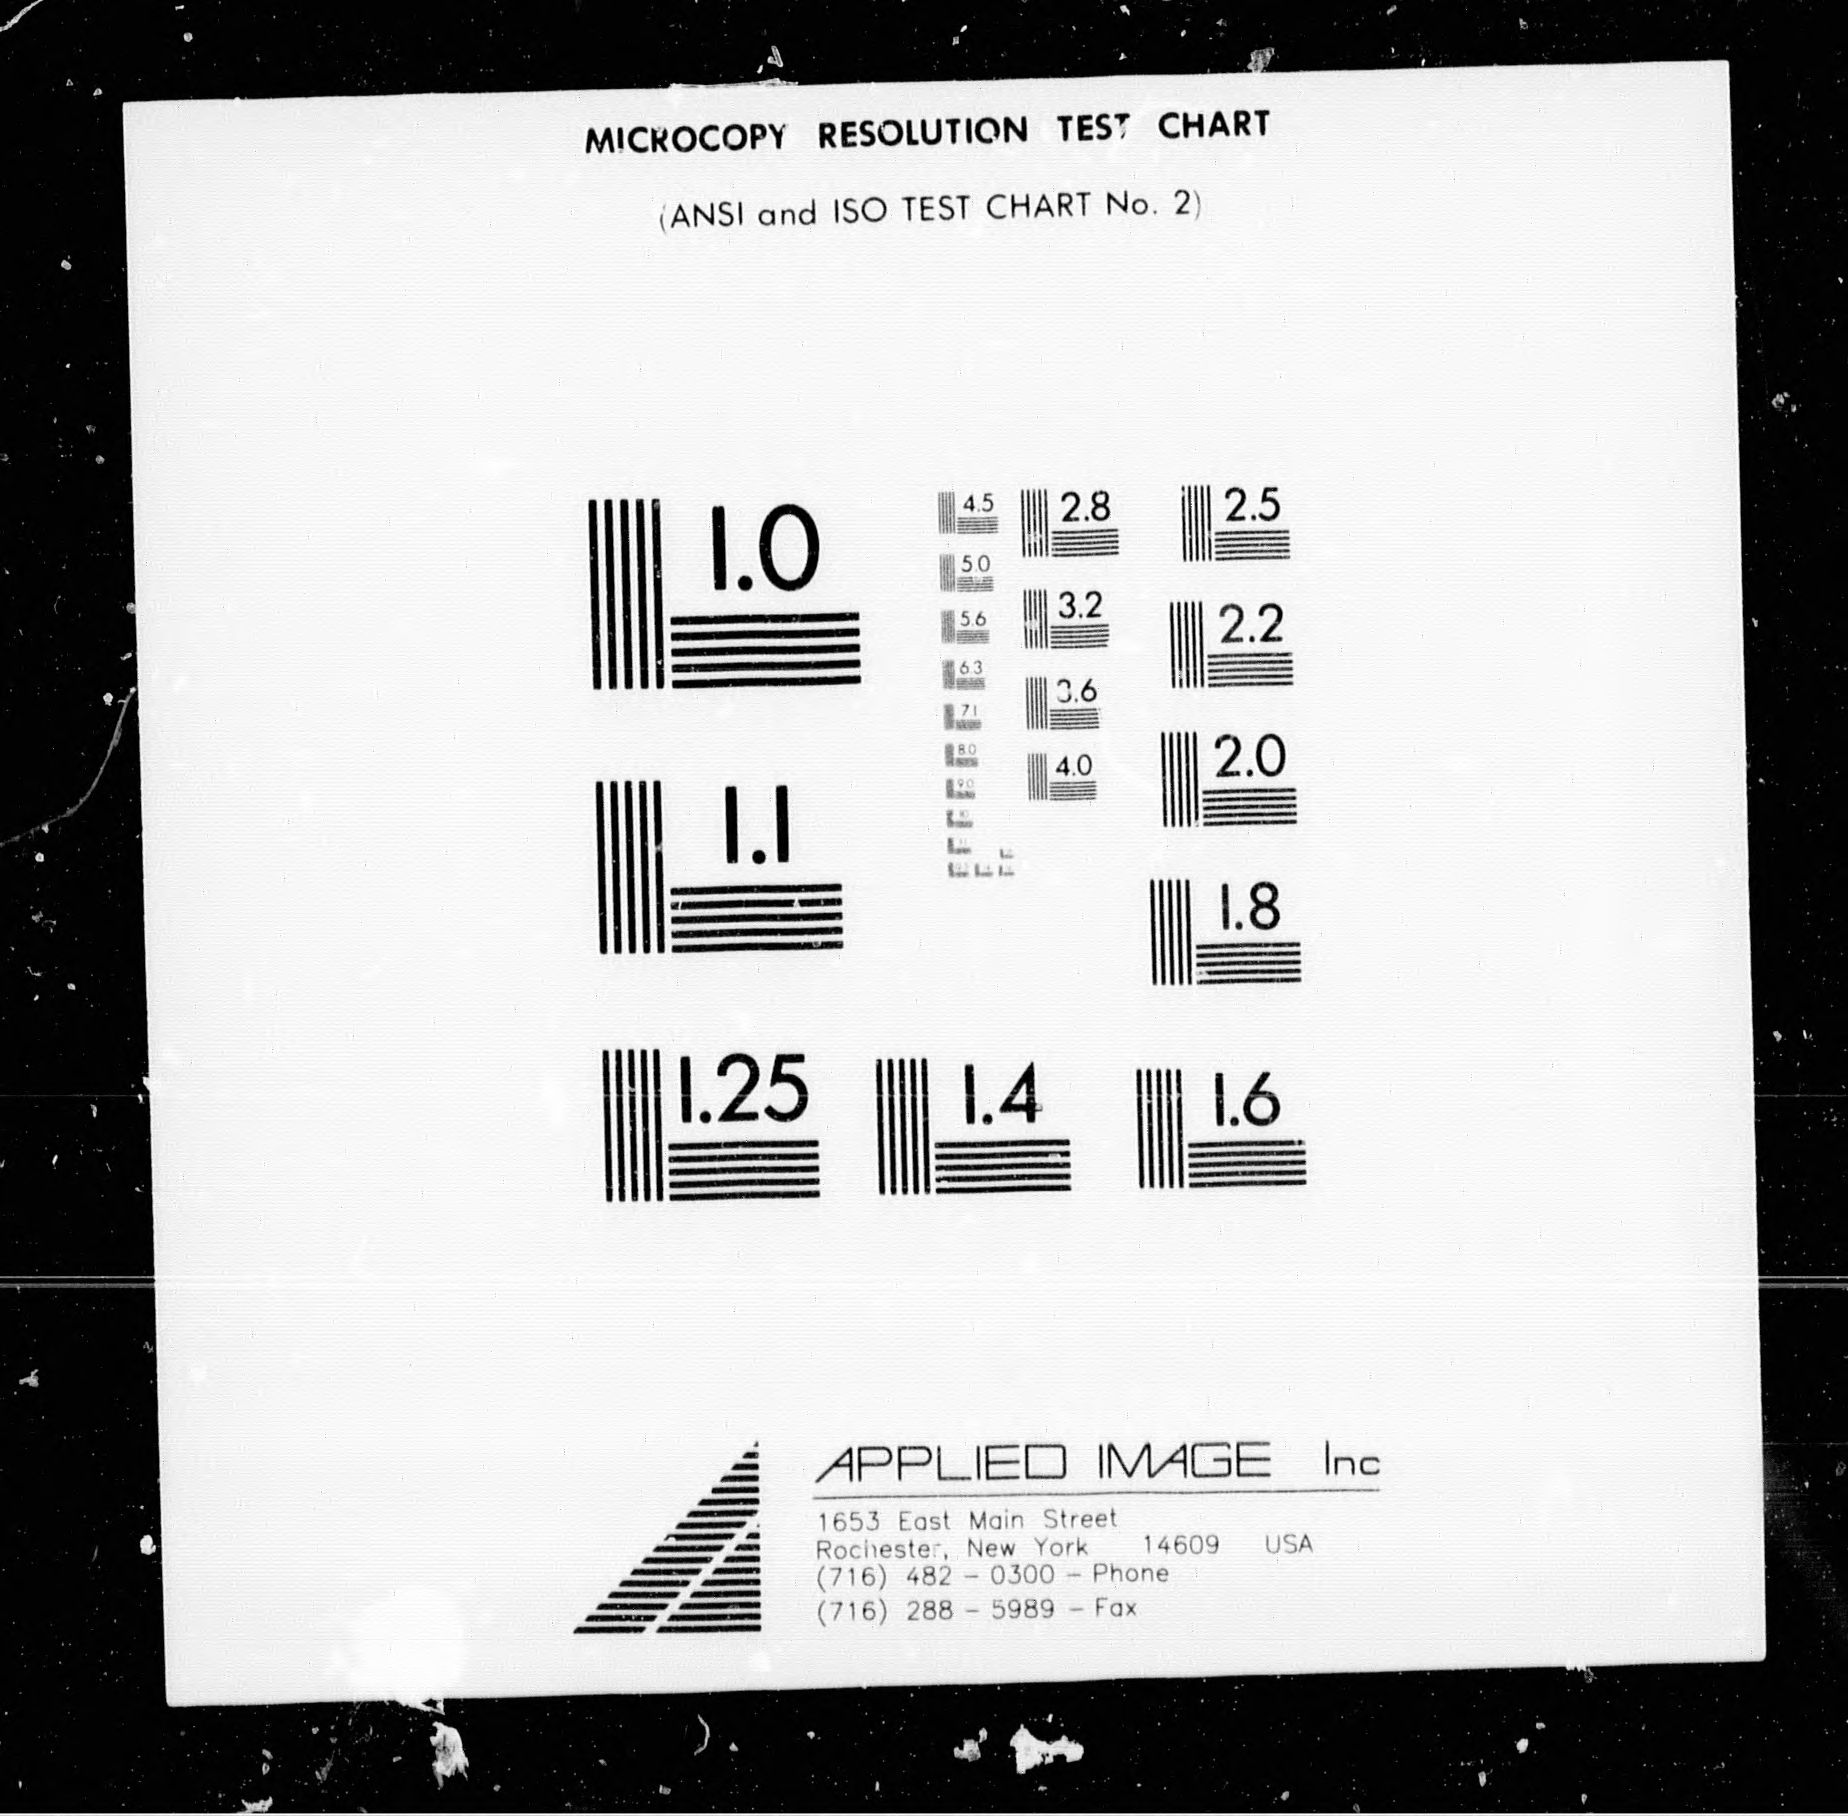 MICROCOPY RESOLUTION TEST CHART
(ANSI and ISO TEST CHART No. 2)
1.0
1.1
1.25
1.4
1.6
4.5
5.0
5.6
6.3
7.1
8.0
9.0
2.8
3.2
3.6
4.0
2.5
2.2
2.0
1.8
APPLIED IMAGE Inc
1653 East Main Street
Rochester, New York 14609 USA
(716) 482 - 0300 - Phone
(716) 288 - 5989 - Fax